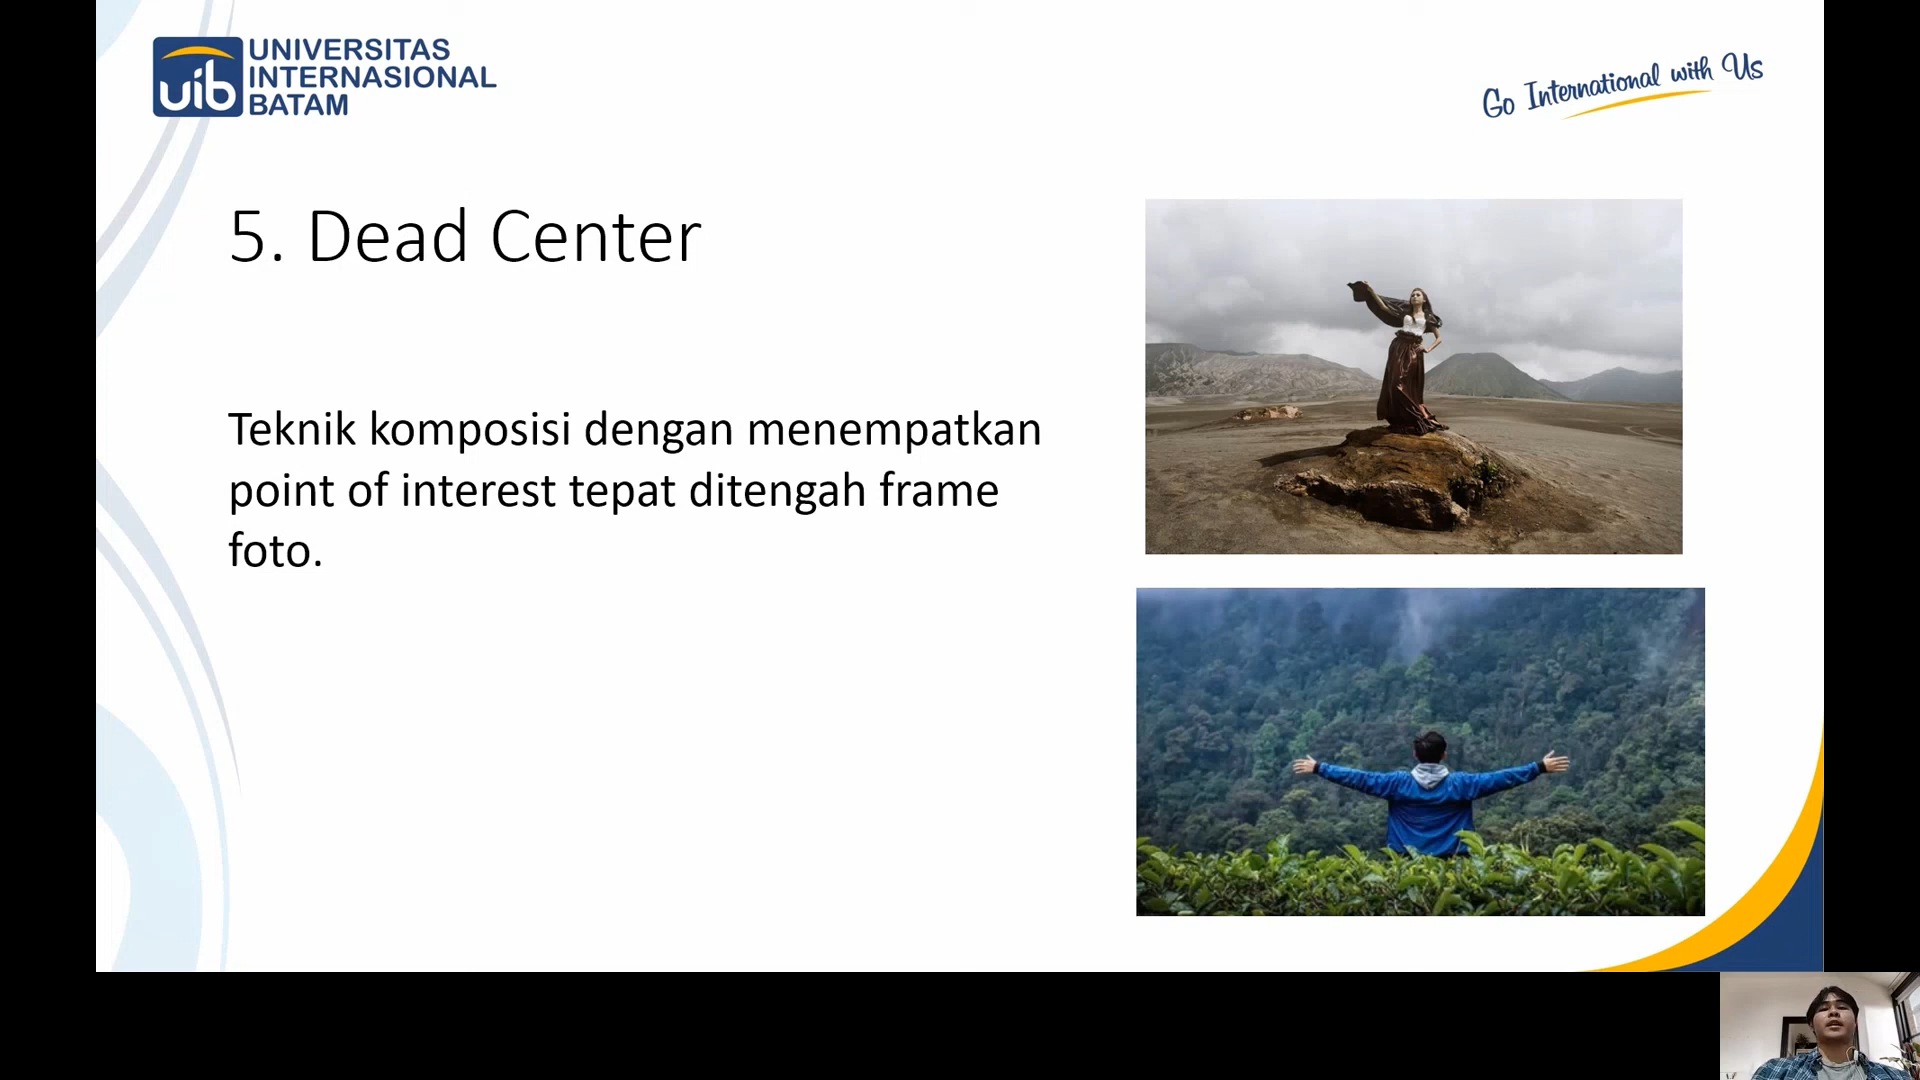 uib
UNIVERSITAS
INTERNASIONAL
BATAM
Go International with Us
5. Dead Center
Teknik komposisi dengan menempatkan
point of interest tepat ditengah frame
foto.